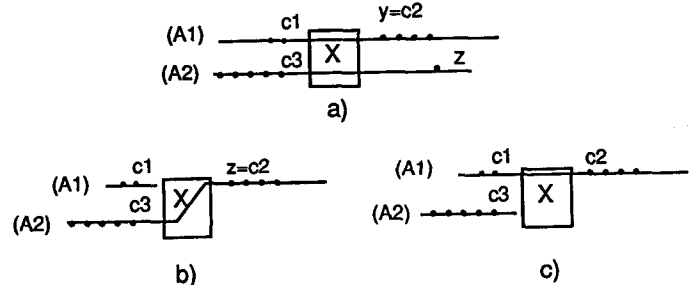 (A1) c1 y=c2
X
(A2) c3 z
a)
c1 z=c2
(A1) X
c3
(A2)
b)
c1 c2
(A1)
c3 X
(A2)
c)